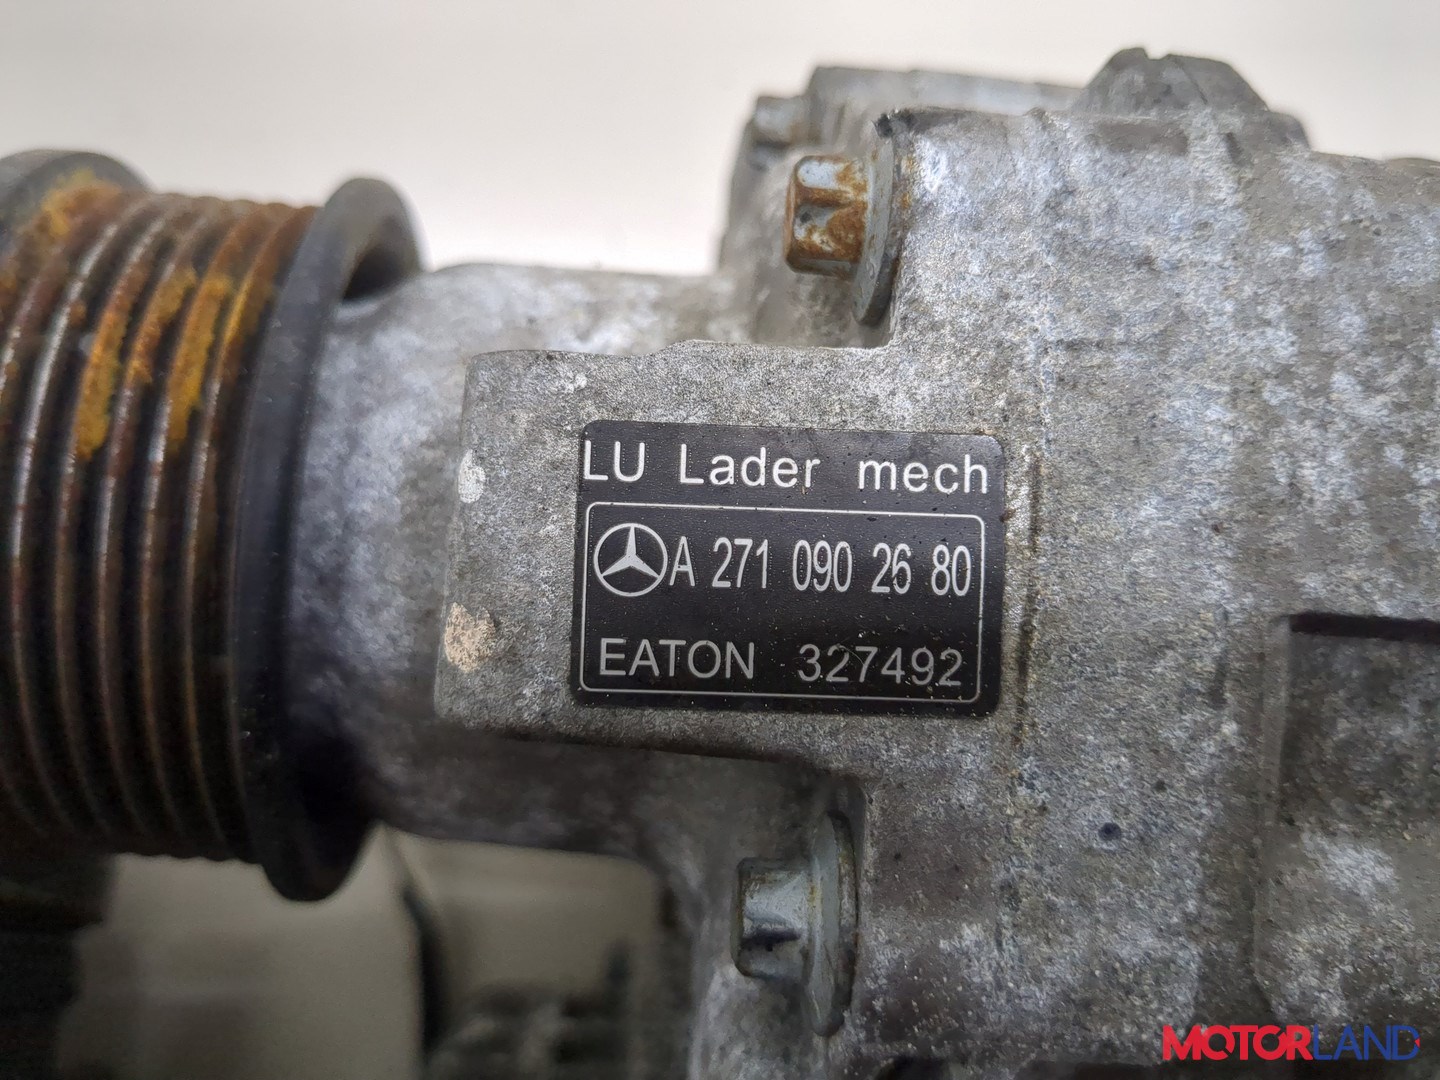 LU Lader mech
A 271 090 26 80
EATON 327492
MOTORLAND